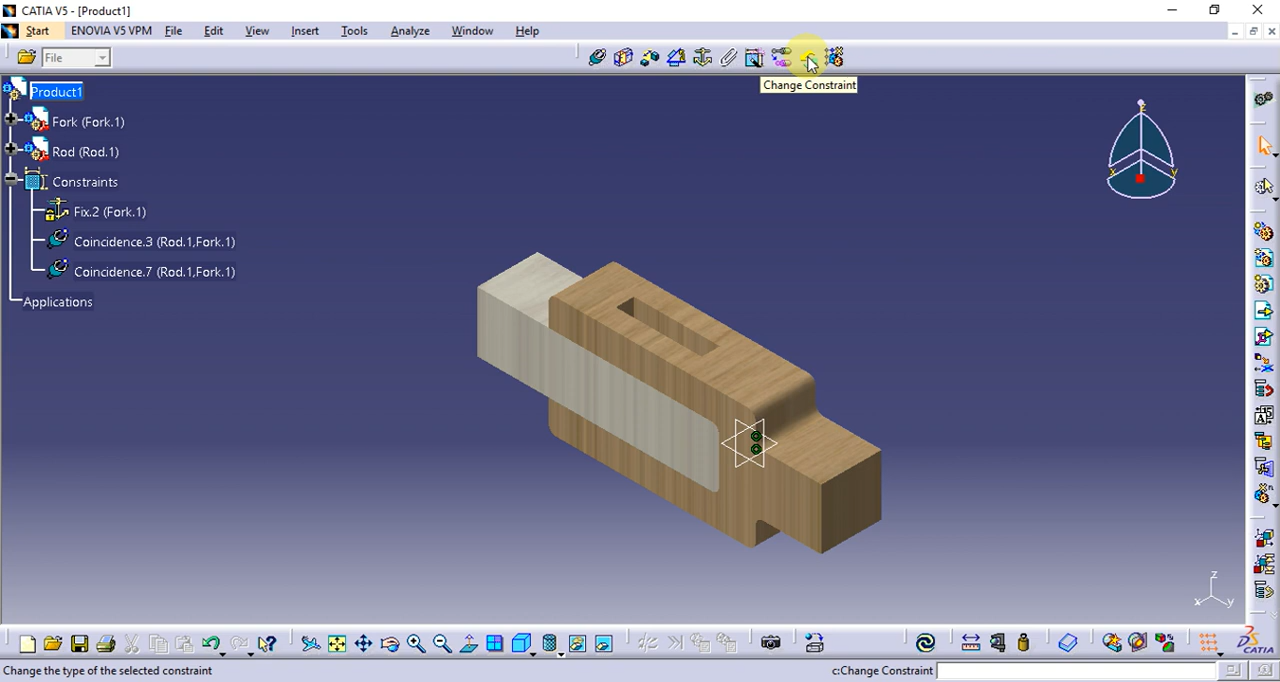 CATIA V5 - [Product1]
Start ENOVIA V5 VPM File Edit View Insert Tools Analyze Window Help
File
Change Constraint
Product1
Fork (Fork.1)
Rod (Rod.1)
Constraints
Fix.2 (Fork.1)
Coincidence.3 (Rod.1,Fork.1)
Coincidence.7 (Rod.1,Fork.1)
Applications
z
x y
z
x y
CATIA
Change the type of the selected constraint
c:Change Constraint